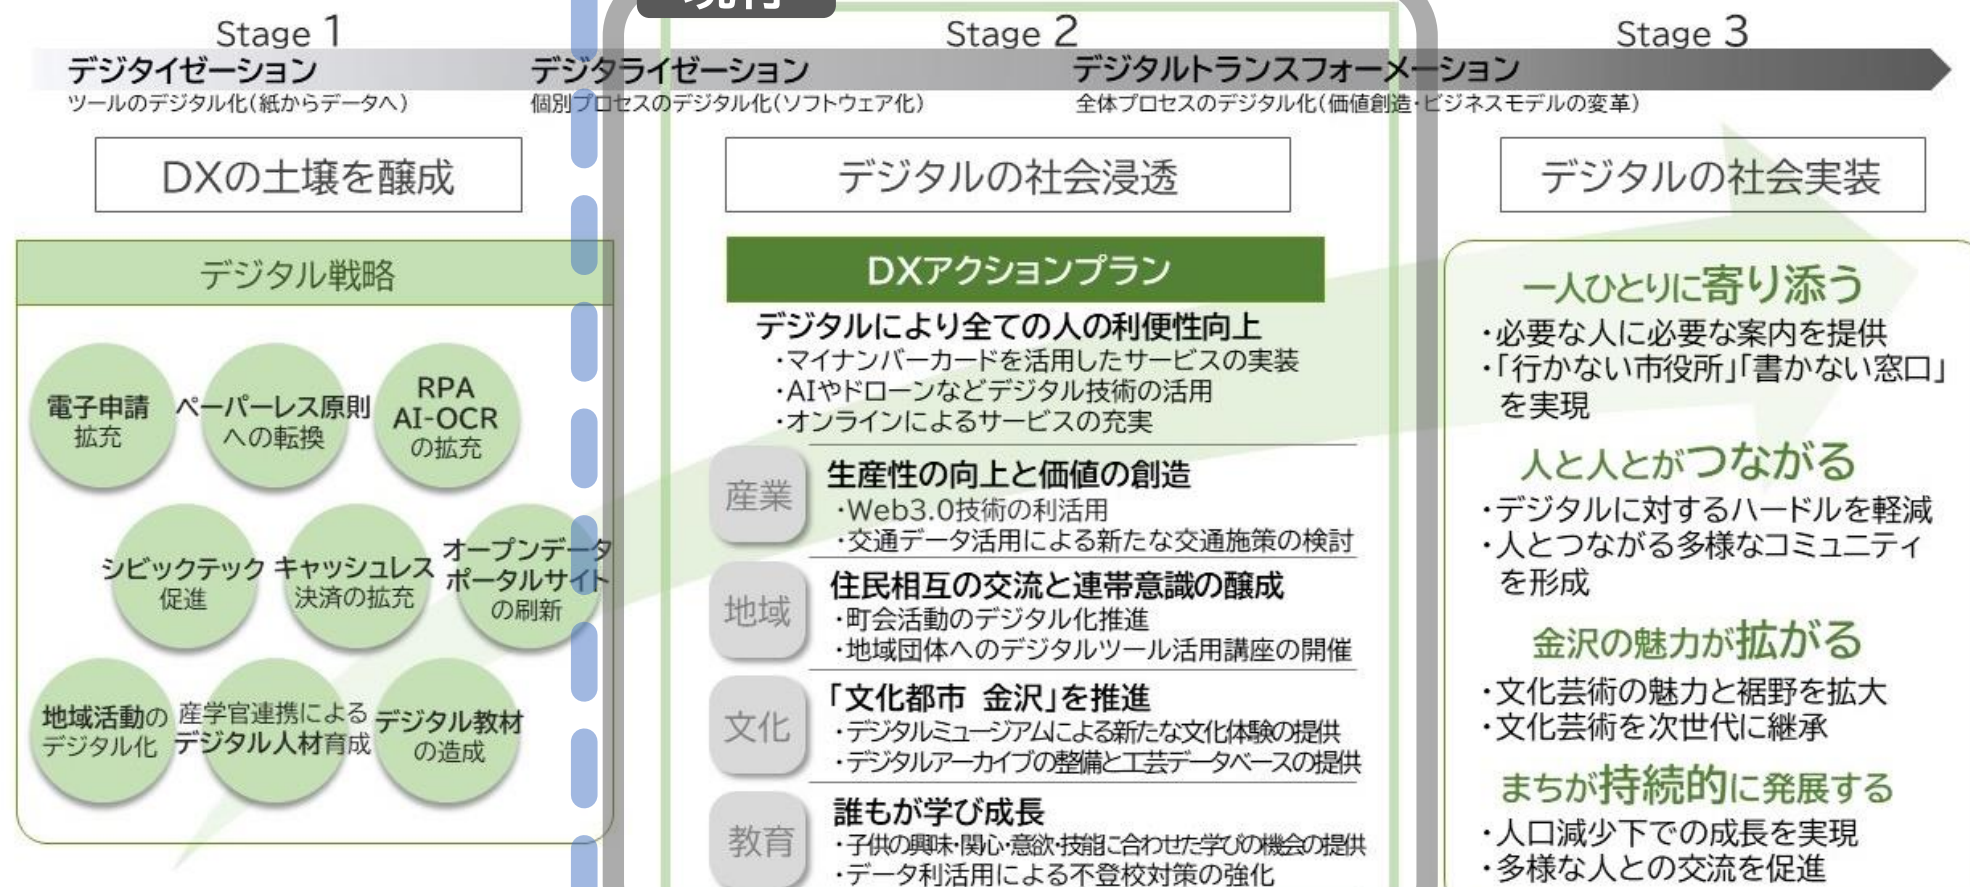 現行
Stage 1
Stage 2
Stage 3
デジタイゼーション
デジタライゼーション
デジタルトランスフォーメーション
ツールのデジタル化(紙からデータへ)
個別プロセスのデジタル化(ソフトウェア化)
全体プロセスのデジタル化(価値創造・ビジネスモデルの変革)
DXの土壌を醸成
デジタルの社会浸透
デジタルの社会実装
デジタル戦略
電子申請
拡充
ペーパーレス原則
への転換
RPA
AI-OCR
の拡充
シビックテック
促進
キャッシュレス
決済の拡充
オープンデータ
ポータルサイト
の刷新
地域活動の
デジタル化
産学官連携による
デジタル人材育成
デジタル教材
の造成
DXアクションプラン
デジタルにより全ての人の利便性向上
・マイナンバーカードを活用したサービスの実装
・AIやドローンなどデジタル技術の活用
・オンラインによるサービスの充実
産業
生産性の向上と価値の創造
・Web3.0技術の利活用
・交通データ活用による新たな交通施策の検討
地域
住民相互の交流と連帯意識の醸成
・町会活動のデジタル化推進
・地域団体へのデジタルツール活用講座の開催
文化
「文化都市 金沢」を推進
・デジタルミュージアムによる新たな文化体験の提供
・デジタルアーカイブの整備と工芸データベースの提供
教育
誰もが学び成長
・子供の興味・関心・意欲・技能に合わせた学びの機会の提供
・データ利活用による不登校対策の強化
一人ひとりに寄り添う
・必要な人に必要な案内を提供
・「行かない市役所」「書かない窓口」
を実現
人と人とがつながる
・デジタルに対するハードルを軽減
・人とつながる多様なコミュニティ
を形成
金沢の魅力が拡がる
・文化芸術の魅力と裾野を拡大
・文化芸術を次世代に継承
まちが持続的に発展する
・人口減少下での成長を実現
・多様な人との交流を促進